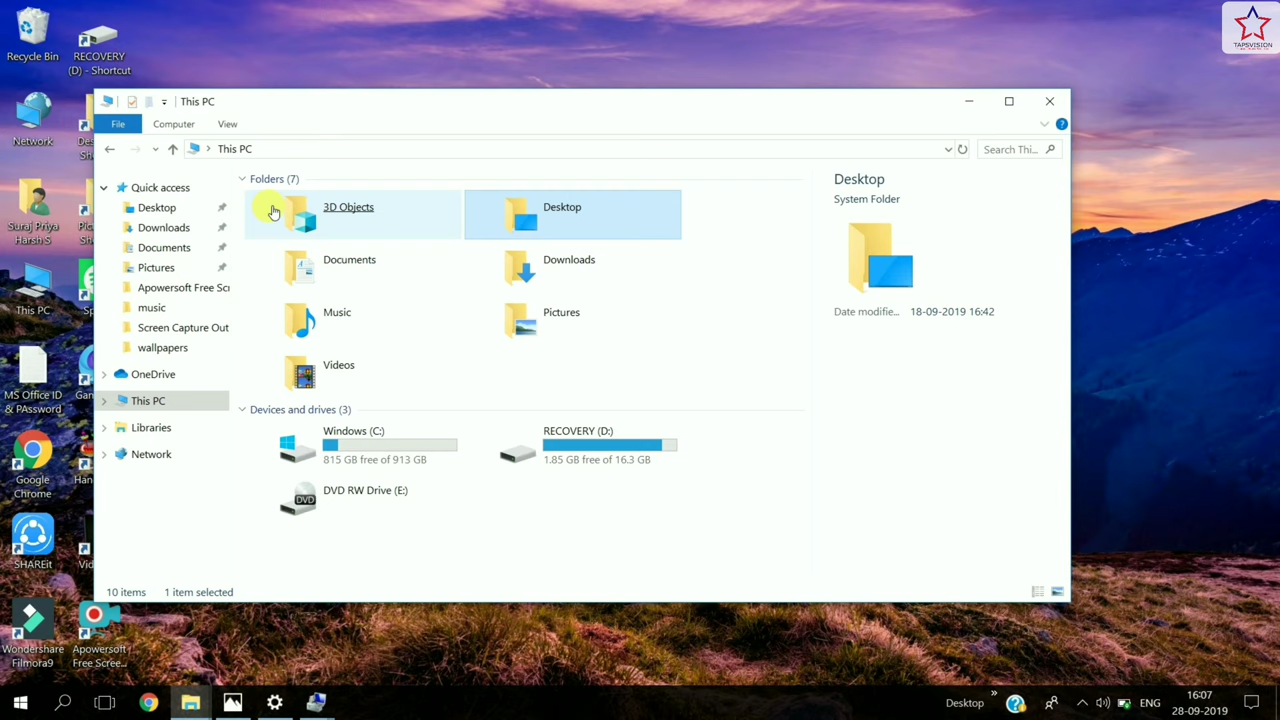 TAPSVISION
Recycle Bin
RECOVERY
(D) - Shortcut
Network
Suraj Priya
Harsh S
This PC
MS Office ID
& PAssword
Google
Chrome
SHAREit
Wondershare
Filmora9
Apowersoft
Free Scree...
This PC
File
Computer
View
This PC
Search Thi...
Quick access
Desktop
Downloads
Documents
Pictures
Apowersoft Free Scr
music
Screen Capture Out
wallpapers
OneDrive
This PC
Libraries
Network
Folders (7)
3D Objects
Desktop
Documents
Downloads
Music
Pictures
Videos
Devices and drives (3)
Windows (C:)
815 GB free of 913 GB
RECOVERY (D:)
1.85 GB free of 16.3 GB
DVD
DVD RW Drive (E:)
Desktop
System Folder
Date modifie... 18-09-2019 16:42
10 items 1 item selected
Desktop
ENG
16:07
28-09-2019